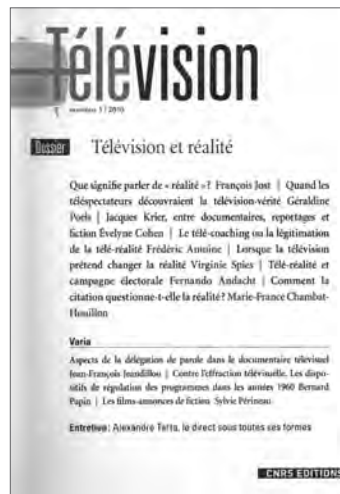 Télévision
numéro 1 / 2010
Dossier Télévision et réalité
Que signifie parler de « réalité »? François Jost | Quand les
téléspectateurs découvraient la télévision-vérité Géraldine
Poels | Jacques Krier, entre documentaires, reportages et
fiction Évelyne Cohen | Le télé-coaching ou la légitimation
de la télé-réalité Frédéric Antoine | Lorsque la télévision
prétend changer la réalité Virginie Spies | Télé-réalité et
campagne électorale Fernando Andacht | Comment la
citation questionne-t-elle la réalité? Marie-France Chambat-
Houillon
Varia
Aspects de la délégation de parole dans le documentaire télévisuel
Jean-François Jeandillou | Contre l'effraction télévisuelle. Les dispo-
sitifs de régulation des programmes dans les années 1960 Bernard
Papin | Les films-annonces de fiction Sylvie Périneau
Entretien: Alexandre Tarta, le direct sous toutes ses formes
CNRS EDITIONS